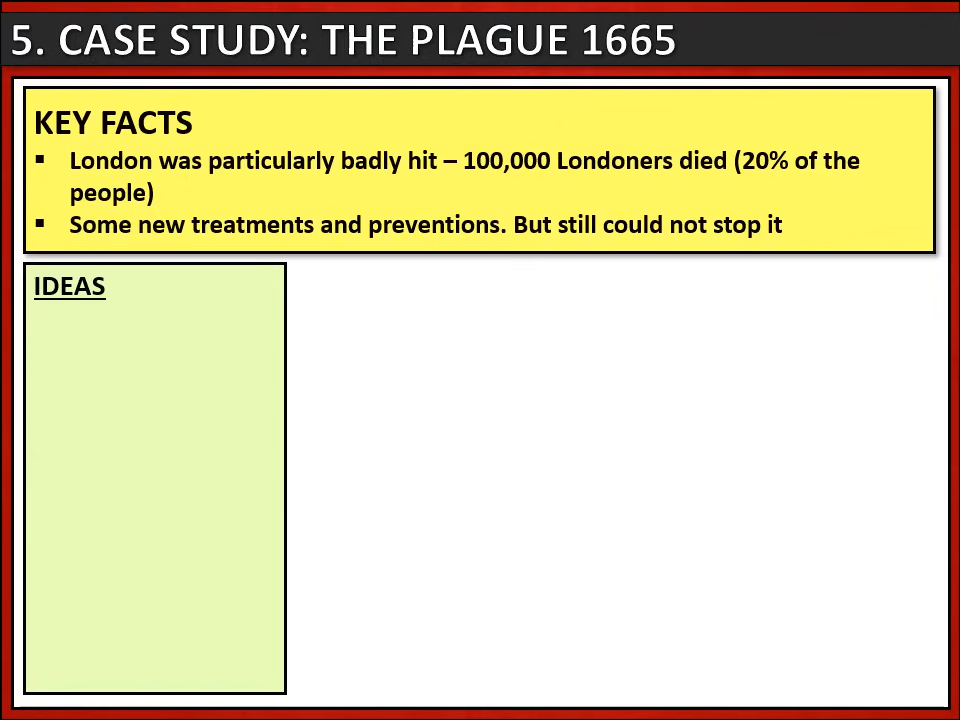 5. CASE STUDY: THE PLAGUE 1665
KEY FACTS
▪ London was particularly badly hit – 100,000 Londoners died (20% of the
people)
▪ Some new treatments and preventions. But still could not stop it
IDEAS